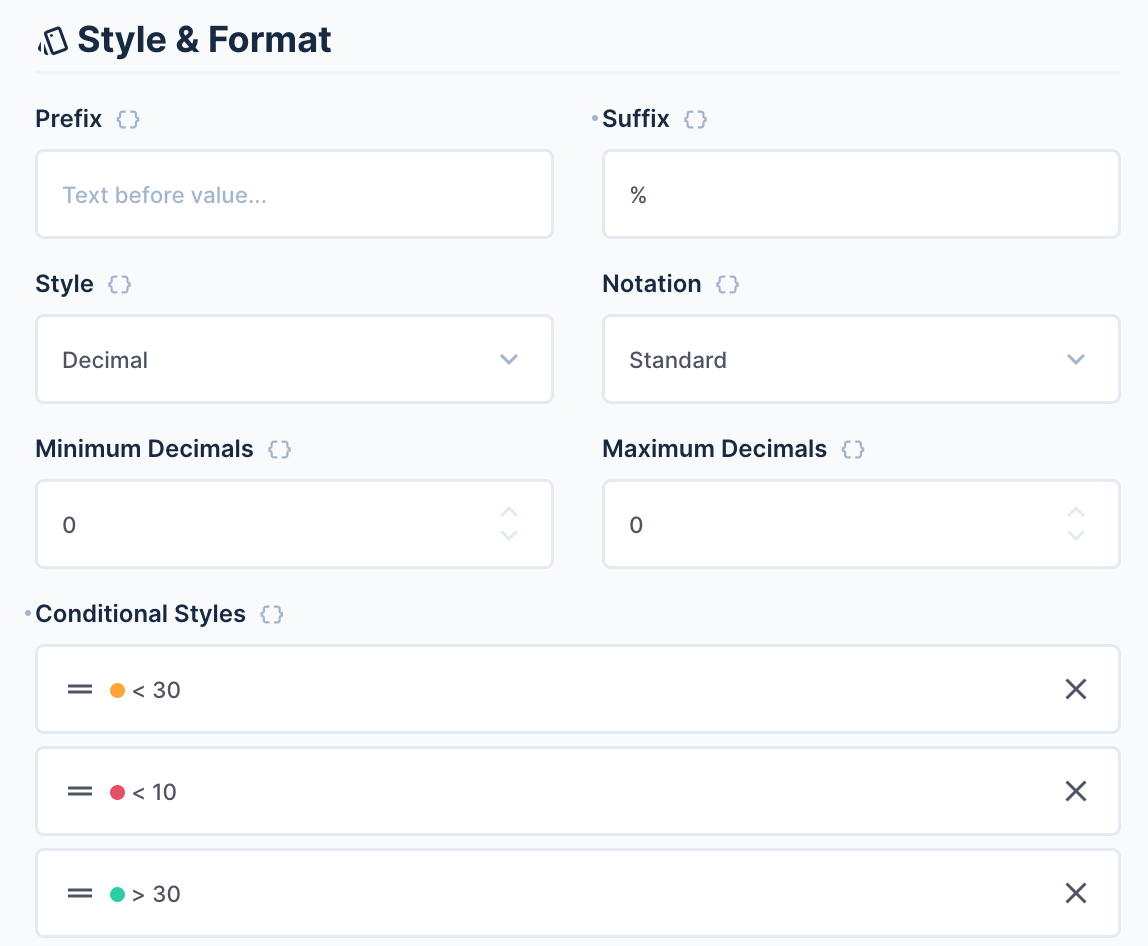 Style & Format
Prefix {}
Suffix {}
Text before value...
%
Style {}
Notation {}
Decimal
Standard
Minimum Decimals {}
Maximum Decimals {}
0
0
Conditional Styles {}
< 30
< 10
> 30